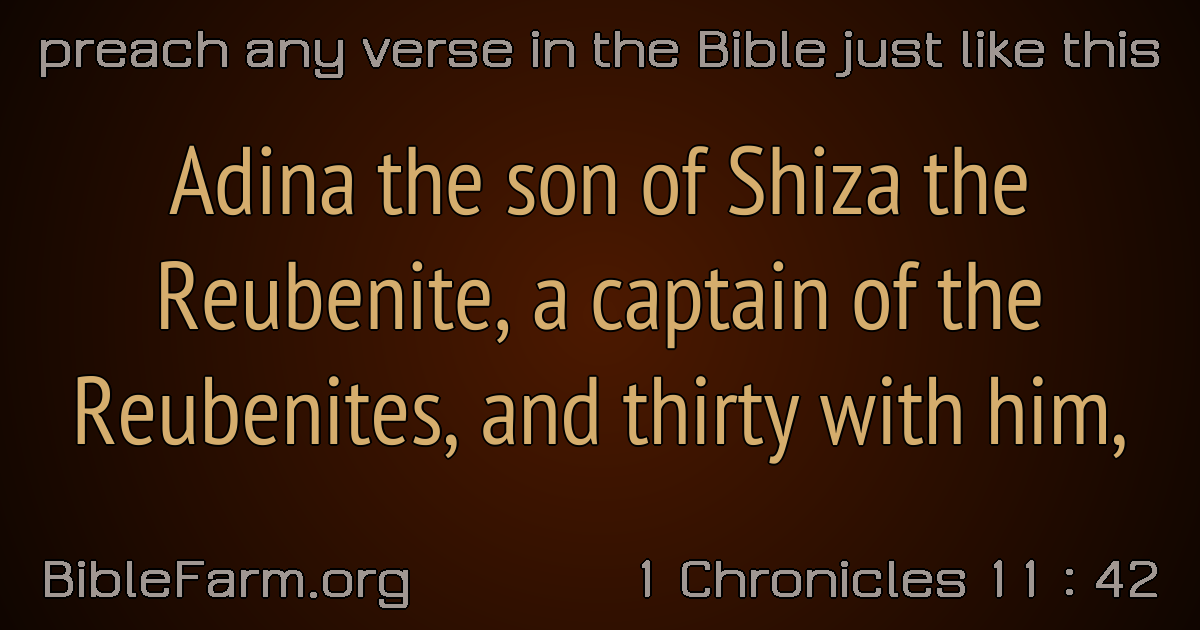 preach any verse in the Bible just like this
Adina the son of Shiza the
Reubenite, a captain of the
Reubenites, and thirty with him,
BibleFarm.org
1 Chronicles 11 : 42